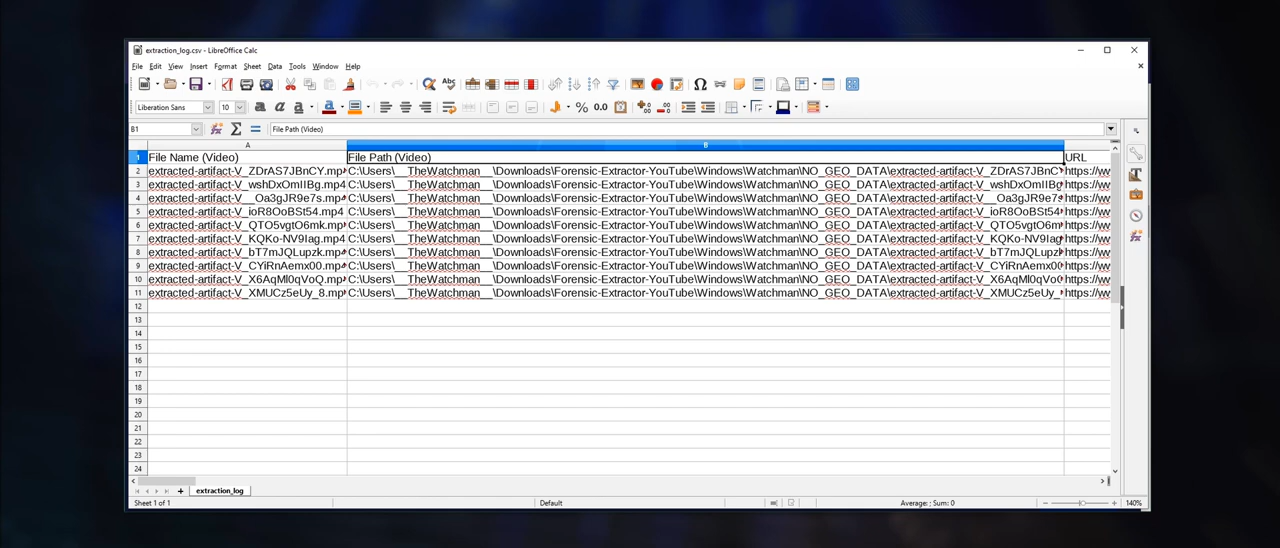 extraction_log.csv - LibreOffice Calc
File Edit View Insert Format Sheet Data Tools Window Help
Liberation Sans 10
B1 File Path (Video)
A B
1 File Name (Video) File Path (Video) URL
2 extracted-artifact-V_ZDrAS7JBnCY.mp C:\Users\__TheWatchman__\Downloads\Forensic-Extractor-YouTube\Windows\Watchman\NO_GEO_DATA\extracted-artifact-V_ZDrAS7JBnCY https://ww
3 extracted-artifact-V_wshDxOmIIBg.mp4 C:\Users\__TheWatchman__\Downloads\Forensic-Extractor-YouTube\Windows\Watchman\NO_GEO_DATA\extracted-artifact-V_wshDxOmIIBg https://ww
4 extracted-artifact-V__Oa3gJR9e7s.mp4 C:\Users\__TheWatchman__\Downloads\Forensic-Extractor-YouTube\Windows\Watchman\NO_GEO_DATA\extracted-artifact-V__Oa3gJR9e7s https://ww
5 extracted-artifact-V_ioR8OoBSt54.mp4 C:\Users\__TheWatchman__\Downloads\Forensic-Extractor-YouTube\Windows\Watchman\NO_GEO_DATA\extracted-artifact-V_ioR8OoBSt54 https://ww
6 extracted-artifact-V_QTO5vgtO6mk.mp C:\Users\__TheWatchman__\Downloads\Forensic-Extractor-YouTube\Windows\Watchman\NO_GEO_DATA\extracted-artifact-V_QTO5vgtO6m https://ww
7 extracted-artifact-V_KQKo-NV9Iag.mp4 C:\Users\__TheWatchman__\Downloads\Forensic-Extractor-YouTube\Windows\Watchman\NO_GEO_DATA\extracted-artifact-V_KQKo-NV9Iag https://ww
8 extracted-artifact-V_bT7mJQLupzk.mp C:\Users\__TheWatchman__\Downloads\Forensic-Extractor-YouTube\Windows\Watchman\NO_GEO_DATA\extracted-artifact-V_bT7mJQLupzk https://ww
9 extracted-artifact-V_CYiRnAemx00.mp C:\Users\__TheWatchman__\Downloads\Forensic-Extractor-YouTube\Windows\Watchman\NO_GEO_DATA\extracted-artifact-V_CYiRnAemx00 https://ww
10 extracted-artifact-V_X6AqMl0qVoQ.mp C:\Users\__TheWatchman__\Downloads\Forensic-Extractor-YouTube\Windows\Watchman\NO_GEO_DATA\extracted-artifact-V_X6AqMl0qVoQ https://ww
11 extracted-artifact-V_XMUCz5eUy_8.mp C:\Users\__TheWatchman__\Downloads\Forensic-Extractor-YouTube\Windows\Watchman\NO_GEO_DATA\extracted-artifact-V_XMUCz5eUy_ https://ww
12
13
14
15
16
17
18
19
20
21
22
23
24
extraction_log
Sheet 1 of 1 Default Average: ; Sum: 0 140%